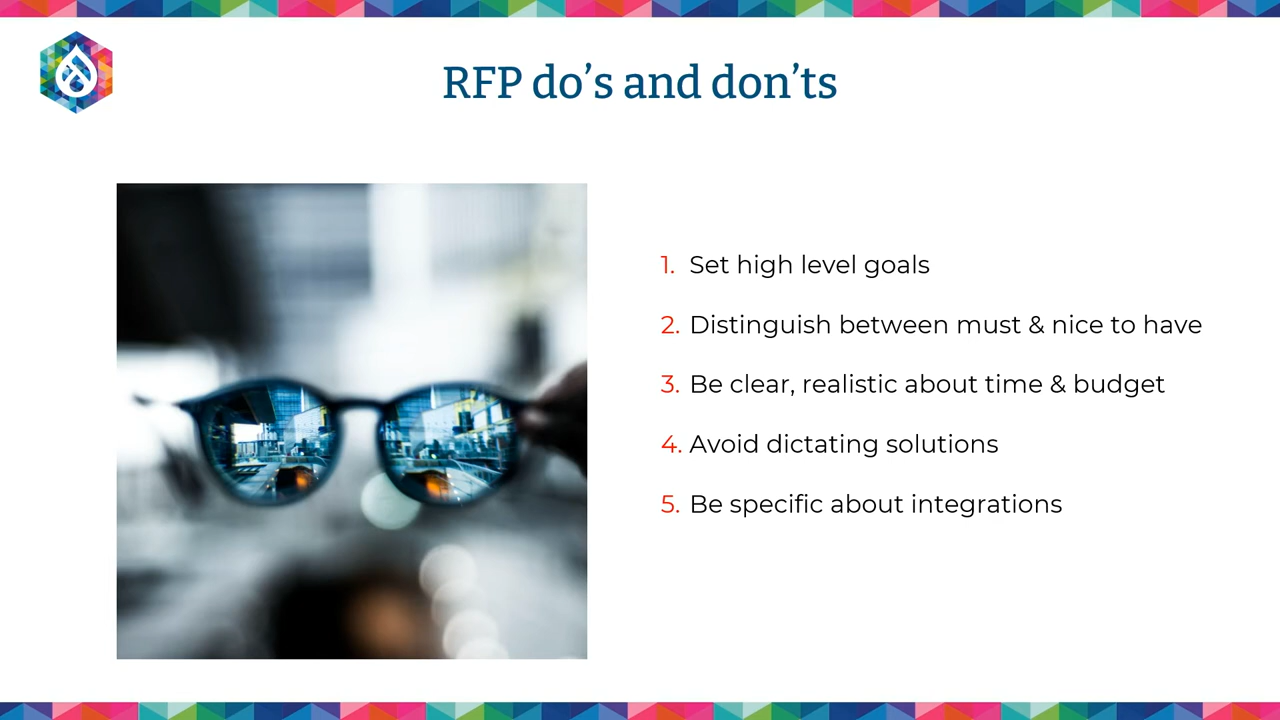 RFP do’s and don’ts
1. Set high level goals
2. Distinguish between must & nice to have
3. Be clear, realistic about time & budget
4. Avoid dictating solutions
5. Be specific about integrations